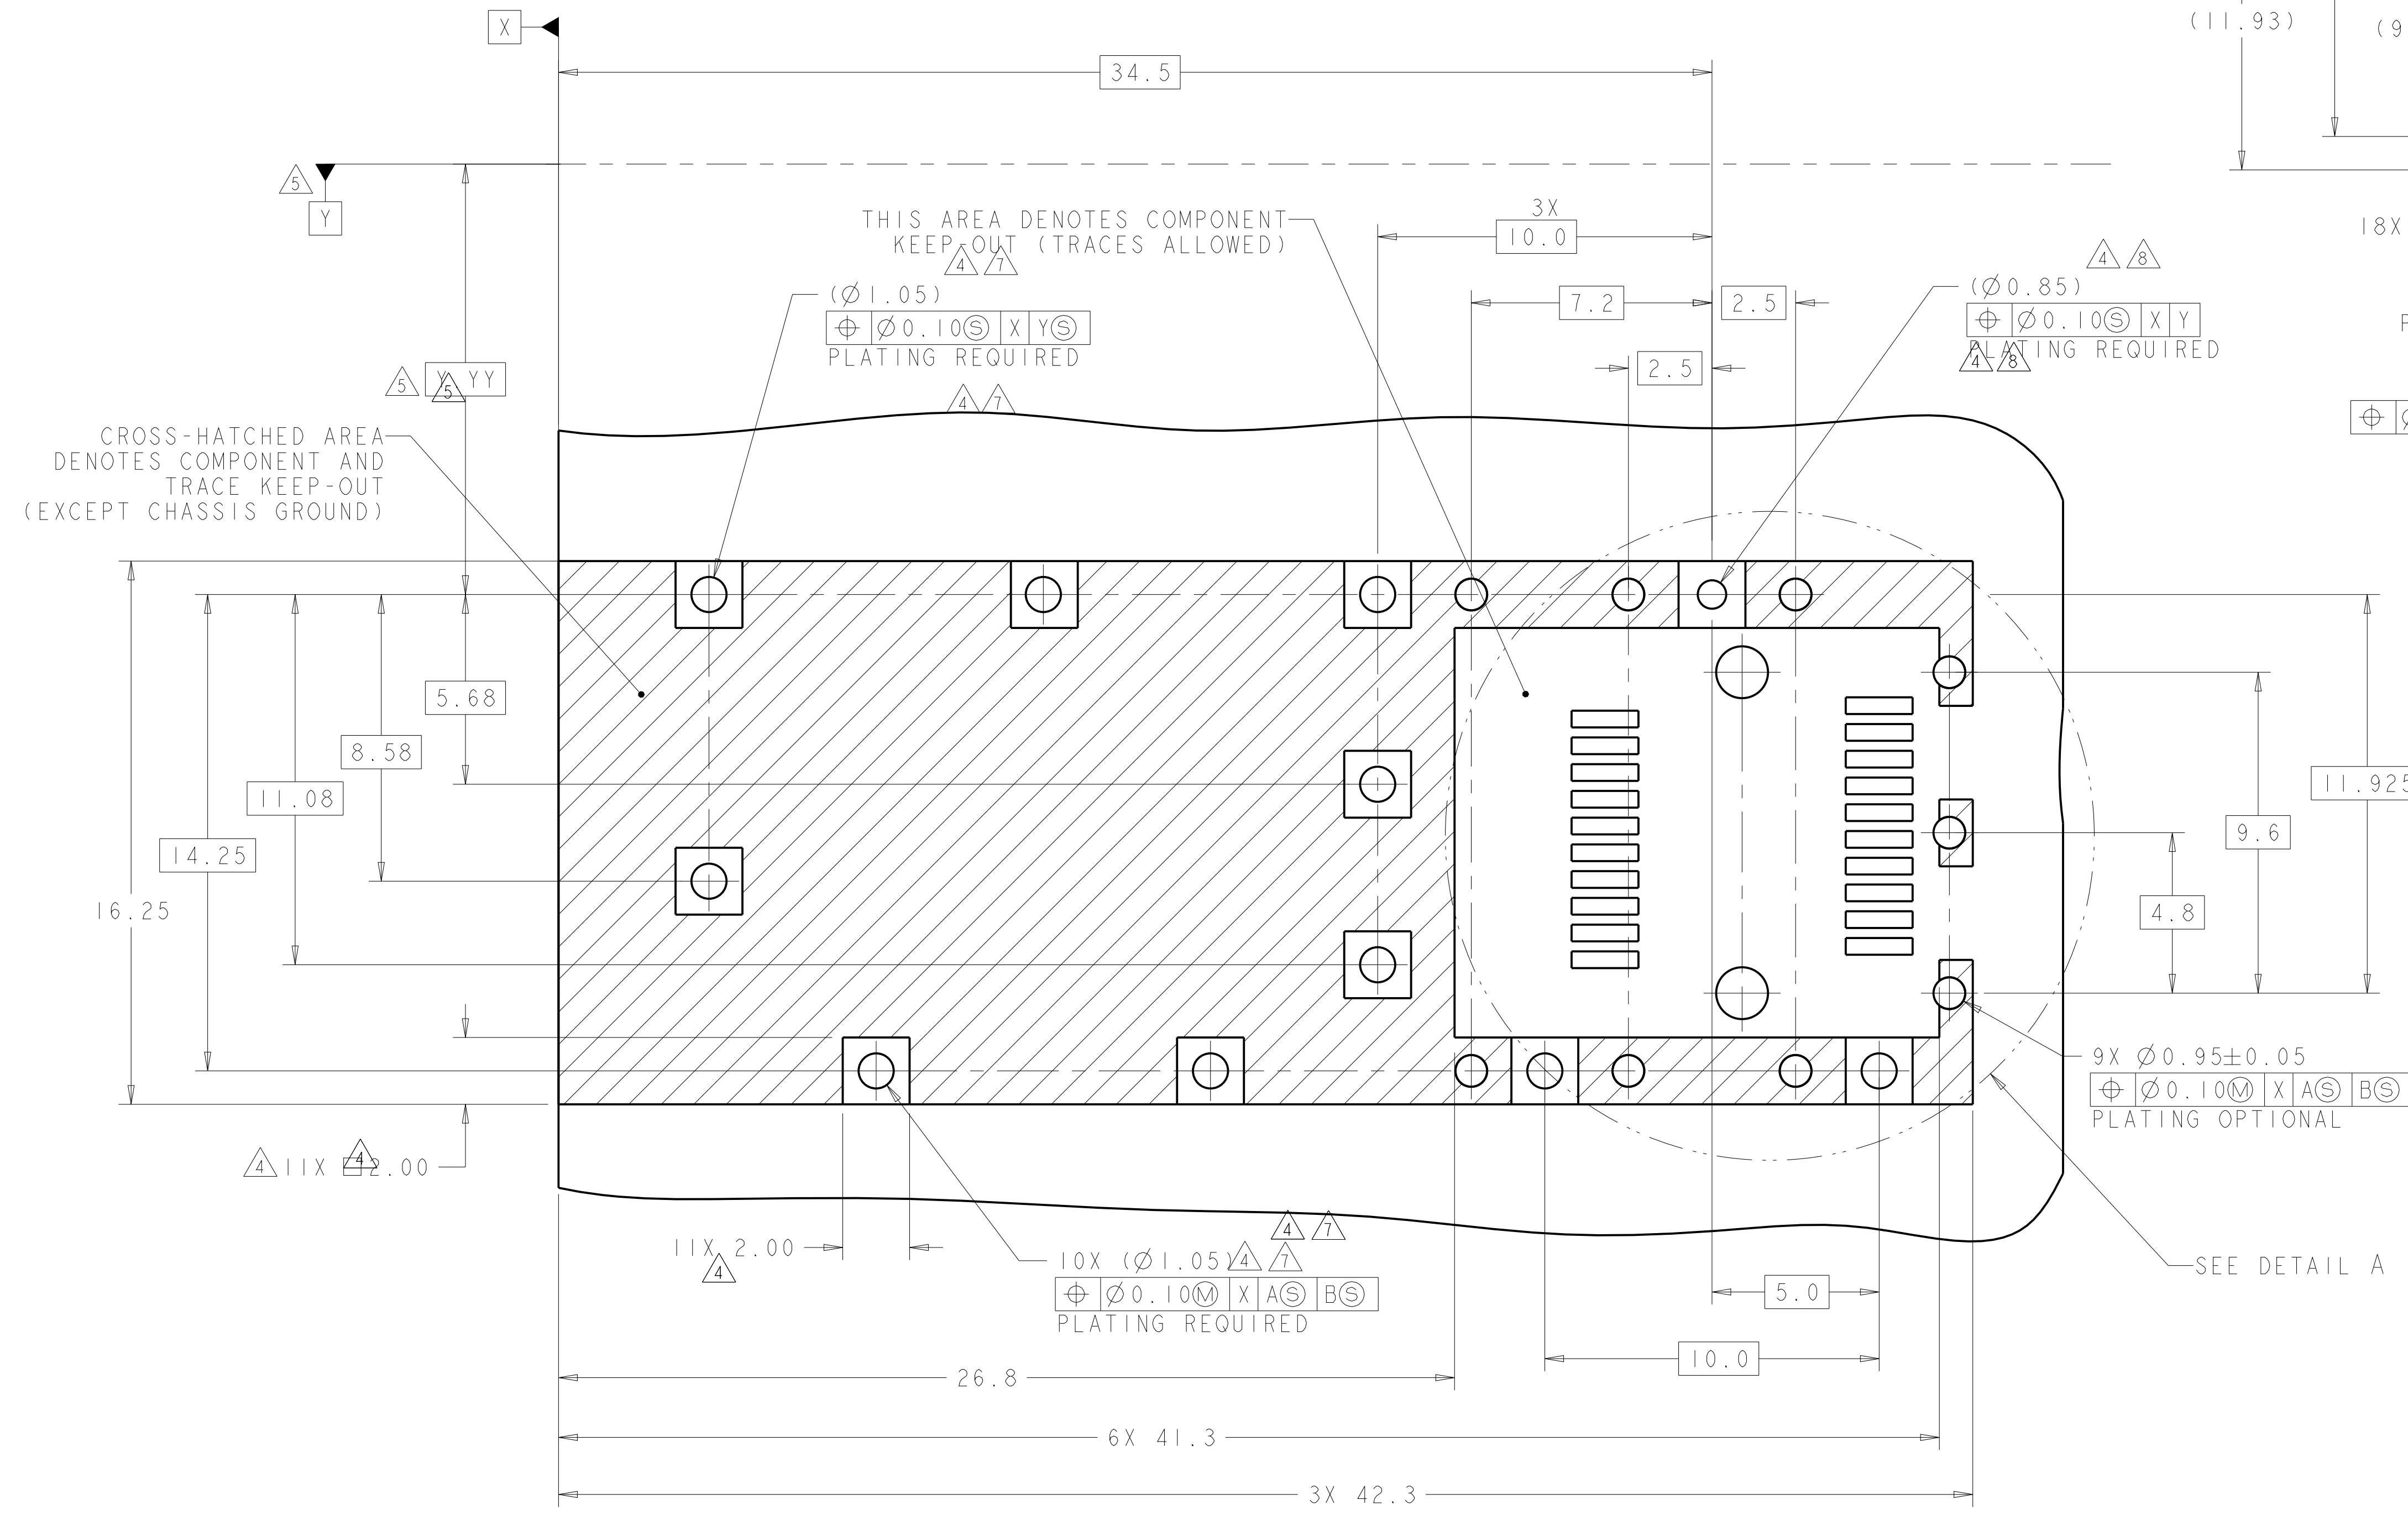 X
34.5
(11.93)
(9
5
Y
THIS AREA DENOTES COMPONENT
KEEP-OUT (TRACES ALLOWED)
4 7
3X
10.0
18X
4 8
(Ø0.85)
⌖ Ø0.10Ⓢ X Y
PLATING REQUIRED
4 8
(Ø1.05)
⌖ Ø0.10Ⓢ X YⓈ
PLATING REQUIRED
4 7
7.2
2.5
2.5
5 5
CROSS-HATCHED AREA
DENOTES COMPONENT AND
TRACE KEEP-OUT
(EXCEPT CHASSIS GROUND)
5.68
8.58
11.08
14.25
16.25
11.925
9.6
4.8
9X Ø0.95±0.05
⌖ Ø0.10Ⓜ X AⓈ BⓈ
PLATING OPTIONAL
4 11X 4 2.00
11X 2.00
4
4 7
10X (Ø1.05) 4 7
⌖ Ø0.10Ⓜ X AⓈ BⓈ
PLATING REQUIRED
SEE DETAIL A
5.0
10.0
26.8
6X 41.3
3X 42.3